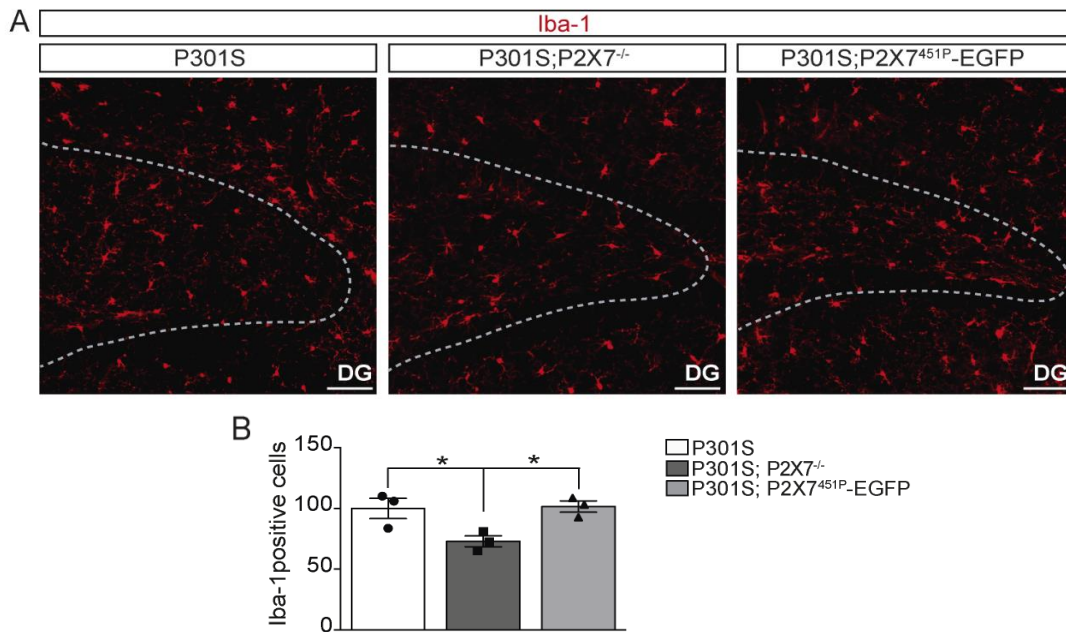 A
Iba-1
P301S
P301S;P2X7-/-
P301S;P2X7451P-EGFP
DG
DG
DG
B
Iba-1positive cells
150
100
50
0
*
*
P301S
P301S; P2X7-/-
P301S; P2X7451P-EGFP